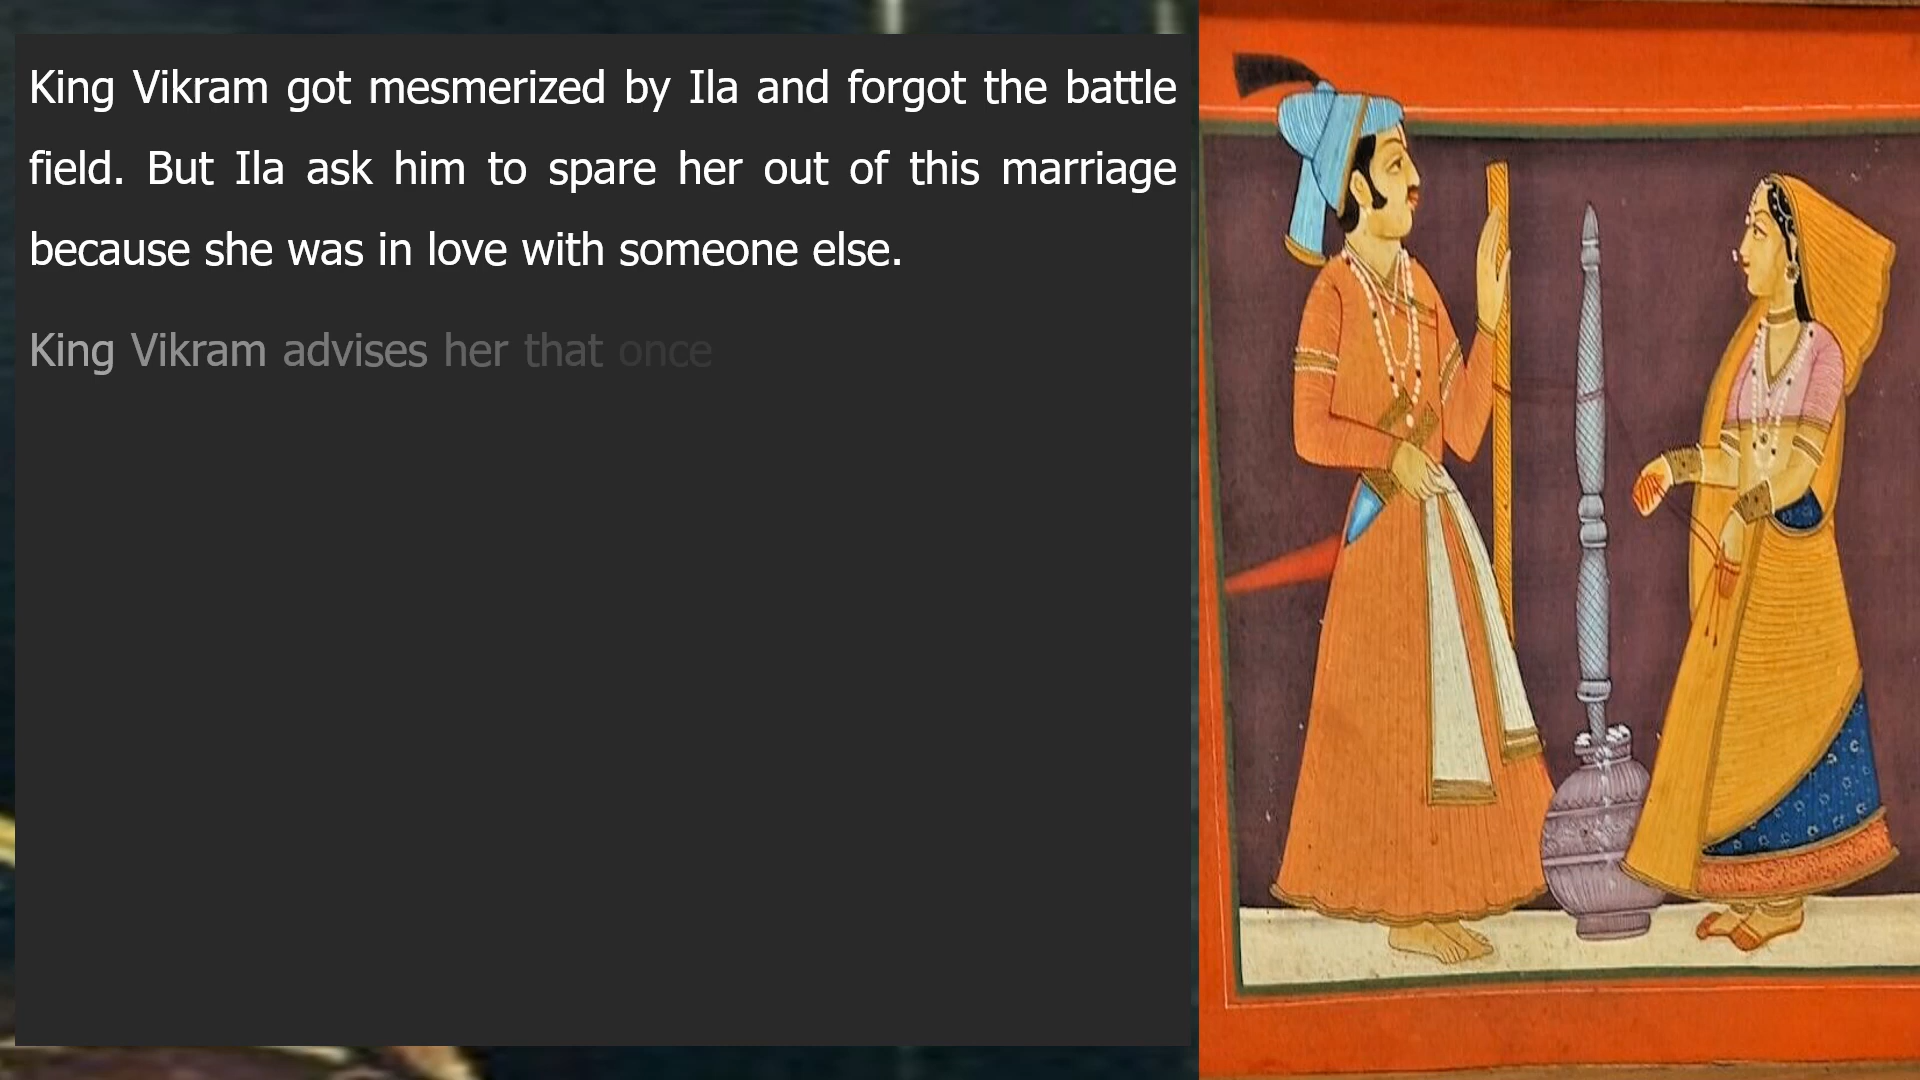 King Vikram got mesmerized by Ila and forgot the battle
field. But Ila ask him to spare her out of this marriage
because she was in love with someone else.
King Vikram advises her that once